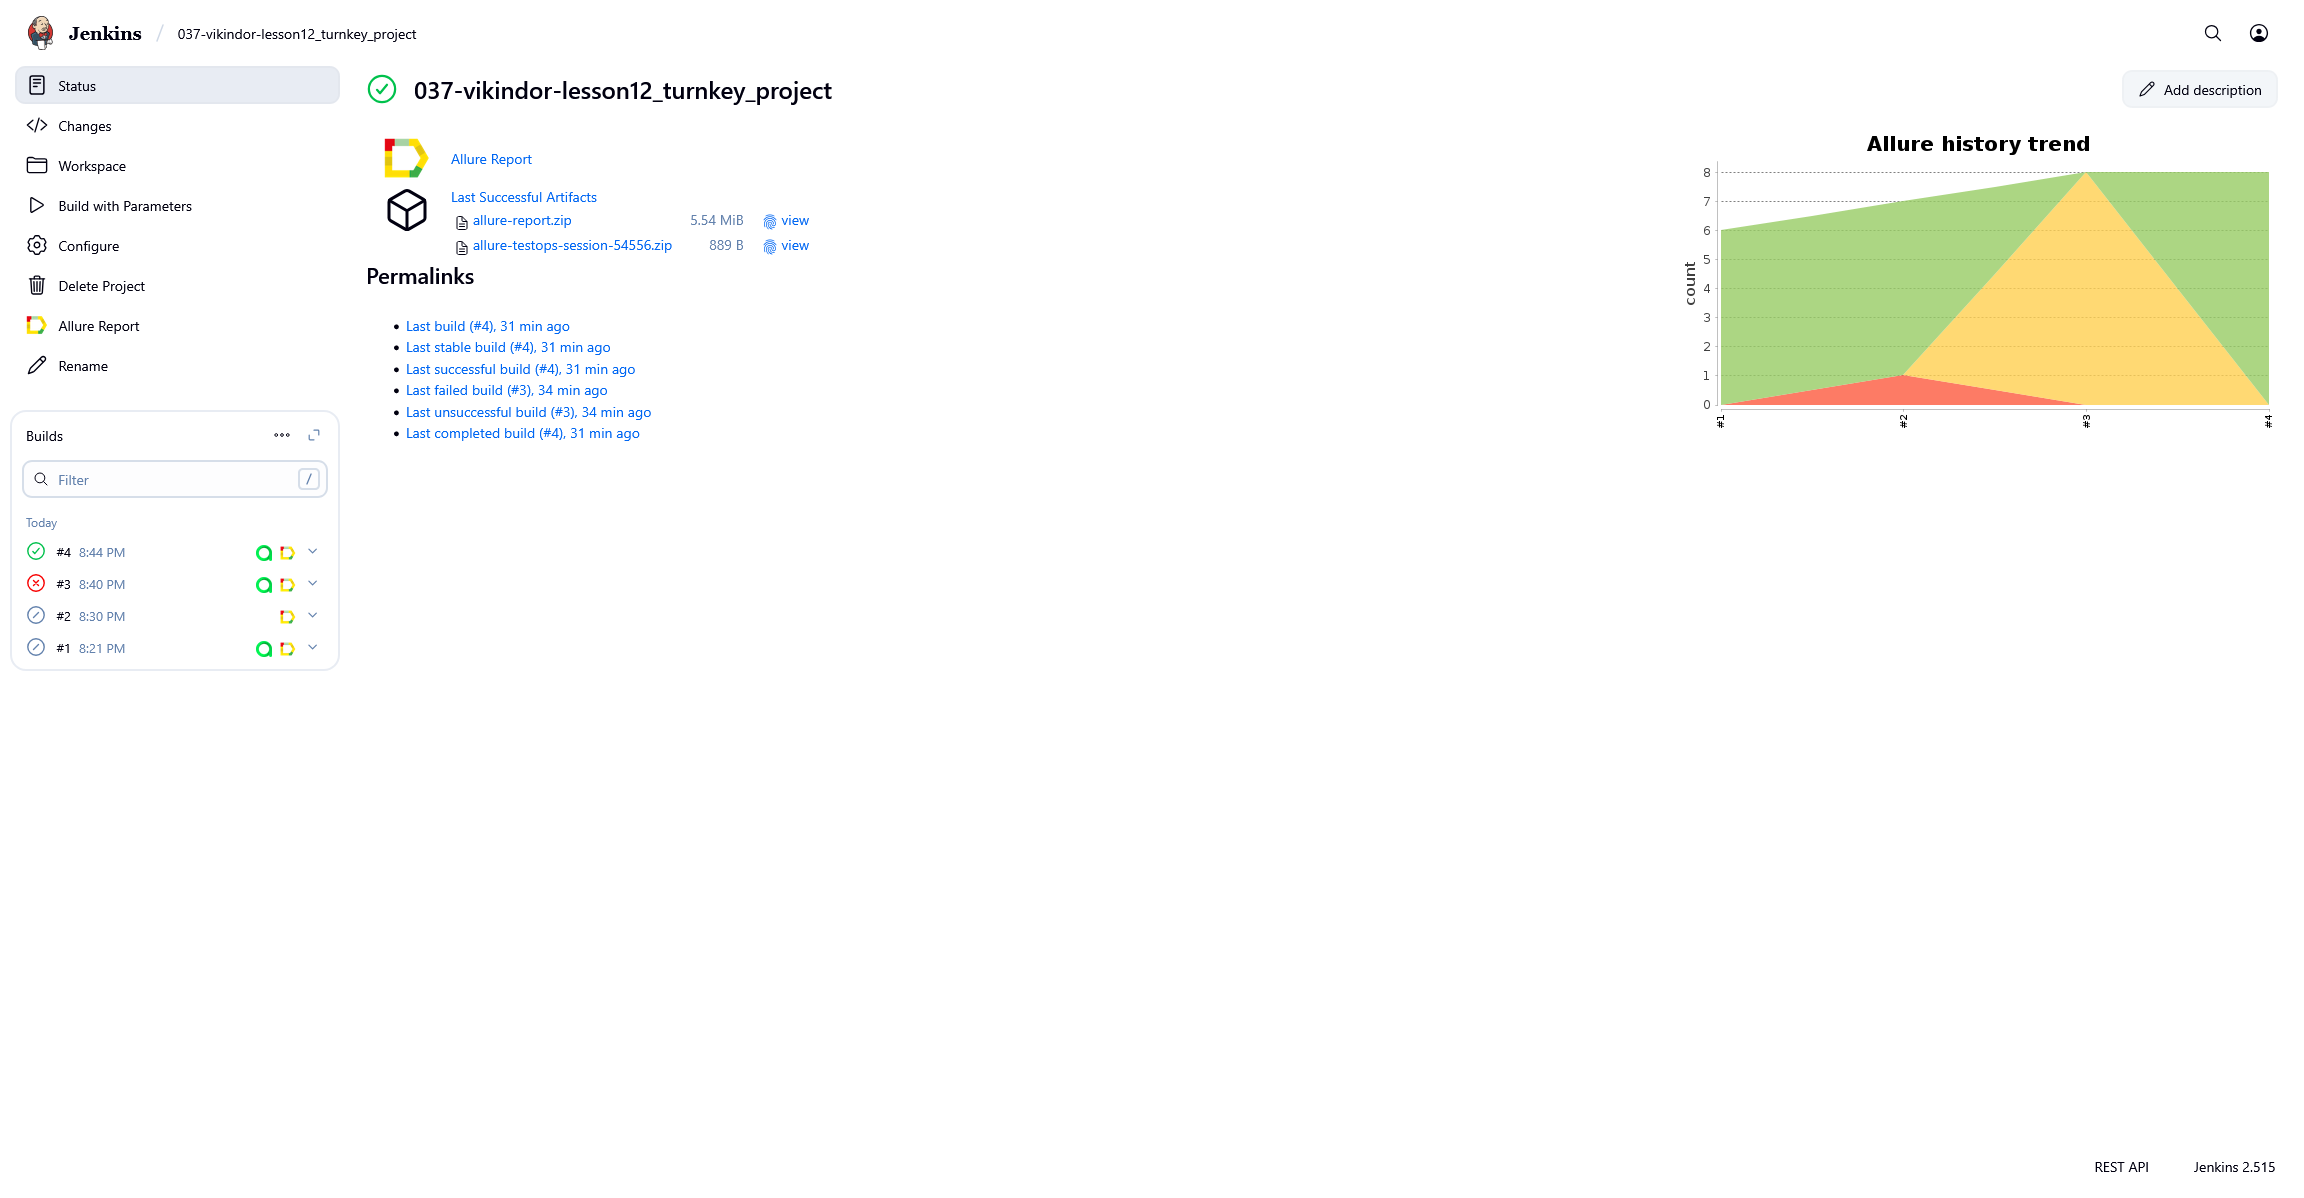 Jenkins / 037-vikindor-lesson12_turnkey_project
Status
Changes
Workspace
Build with Parameters
Configure
Delete Project
Allure Report
Rename
Builds
Filter /
Today
#4 8:44 PM
#3 8:40 PM
#2 8:30 PM
#1 8:21 PM
037-vikindor-lesson12_turnkey_project
Add description
Allure Report
Last Successful Artifacts
allure-report.zip 5.54 MiB view
allure-testops-session-54556.zip 889 B view
Permalinks
Last build (#4), 31 min ago
Last stable build (#4), 31 min ago
Last successful build (#4), 31 min ago
Last failed build (#3), 34 min ago
Last unsuccessful build (#3), 34 min ago
Last completed build (#4), 31 min ago
Allure history trend
count
8
7
6
5
4
3
2
1
0
#1 #2 #3 #4
REST API Jenkins 2.515